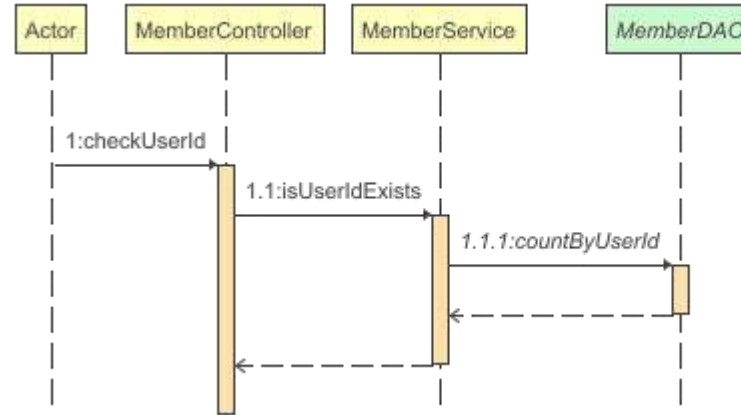 Actor
MemberController
MemberService
MemberDAO
1:checkUserId
1.1:isUserIdExists
1.1.1:countByUserId